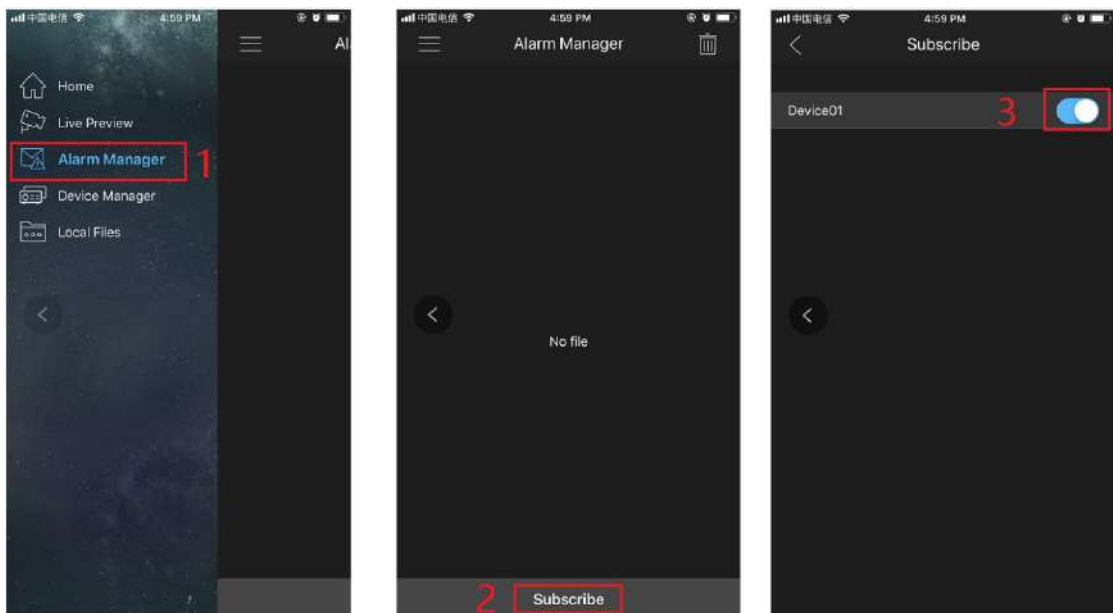 中国电信 4:59 PM
Al
Home
Live Preview
Alarm Manager 1
Device Manager
Local Files
中国电信 4:59 PM
Alarm Manager
No file
2 Subscribe
中国电信 4:59 PM
Subscribe
Device01 3